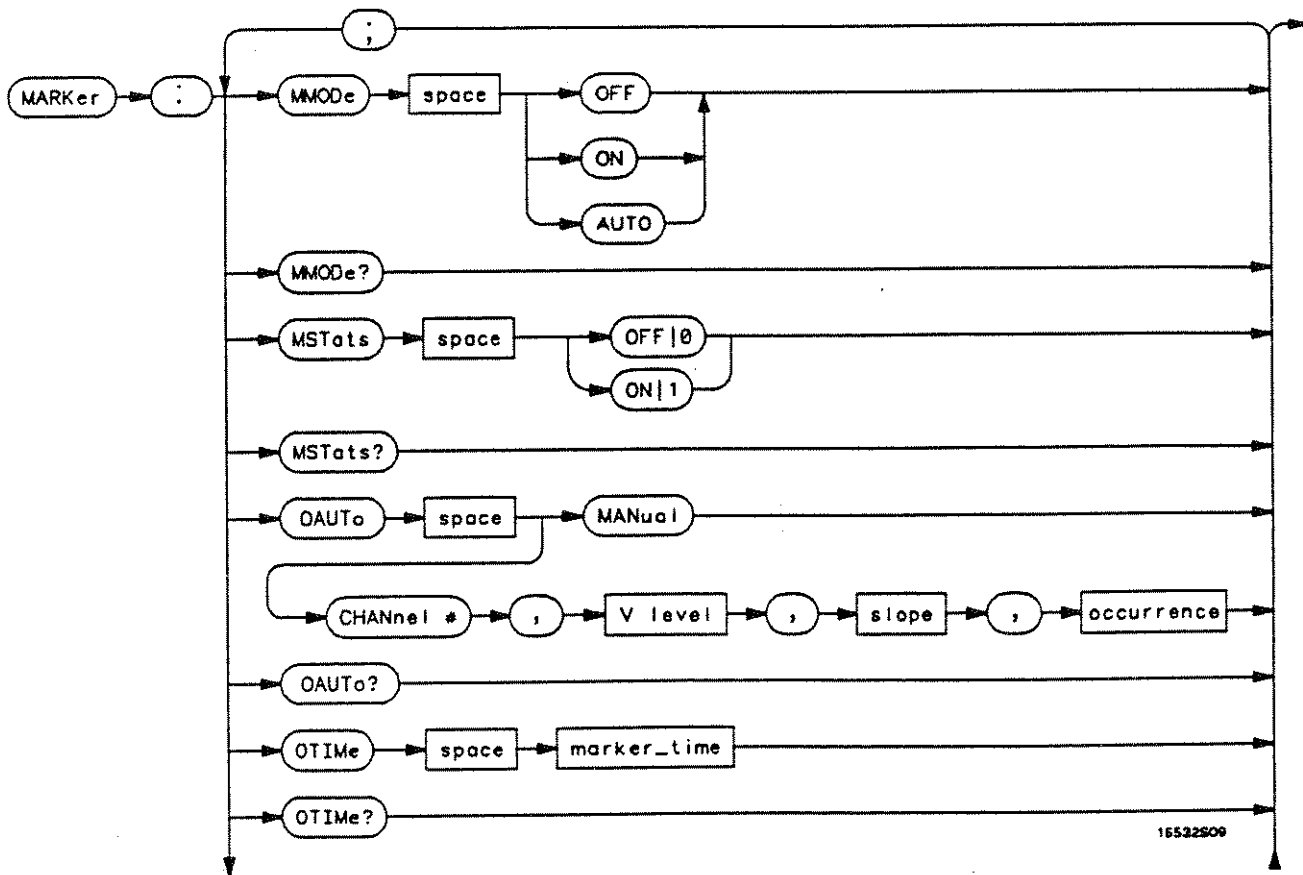 ;
MARKer : MMODe space OFF
ON
AUTO
MMODe?
MSTats space OFF|0
ON|1
MSTats?
OAUTo space MANual
CHANnel # , V level , slope , occurrence
OAUTo?
OTIMe space marker_time
OTIMe?
16532S09